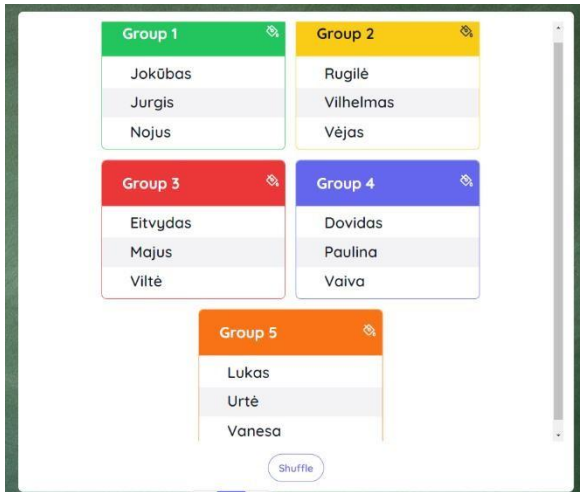 Group 1
Jokūbas
Jurgis
Nojus
Group 2
Rugilė
Vilhelmas
Vėjas
Group 3
Eitvydas
Majus
Viltė
Group 4
Dovidas
Paulina
Vaiva
Group 5
Lukas
Urtė
Vanesa
Shuffle